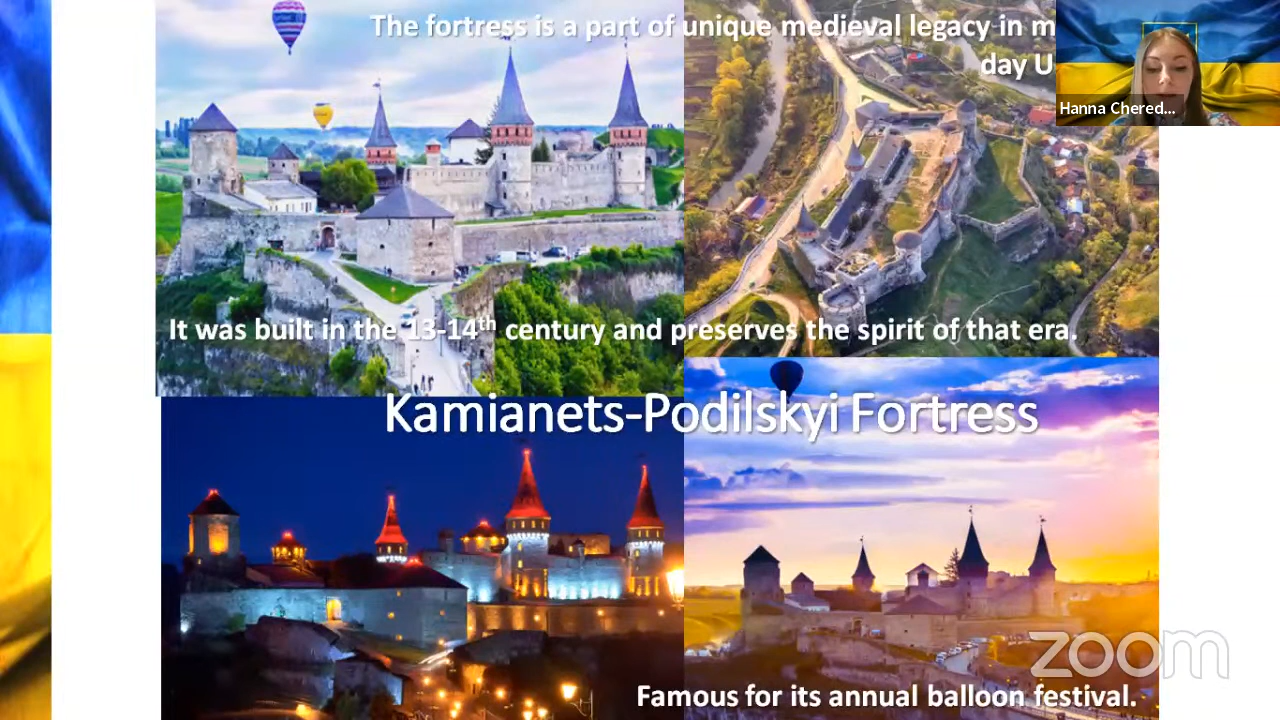 The fortress is a part of unique medieval legacy in m
day U
Hanna Chered...
It was built in the 13-14th century and preserves the spirit of that era.
Kamianets-Podilskyi Fortress
zoom
Famous for its annual balloon festival.